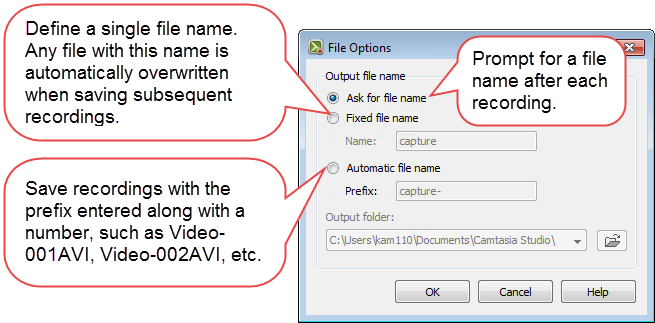 Define a single file name.
Any file with this name is
automatically overwritten
when saving subsequent
recordings.
File Options
Prompt for a file
name after each
recording.
Output file name
Ask for file name
Fixed file name
Name: capture
Automatic file name
Prefix: capture-
Save recordings with the
prefix entered along with a
number, such as Video-
001AVI, Video-002AVI, etc.
Output folder:
C:\Users\kam110\Documents\Camtasia Studio\
OK Cancel Help